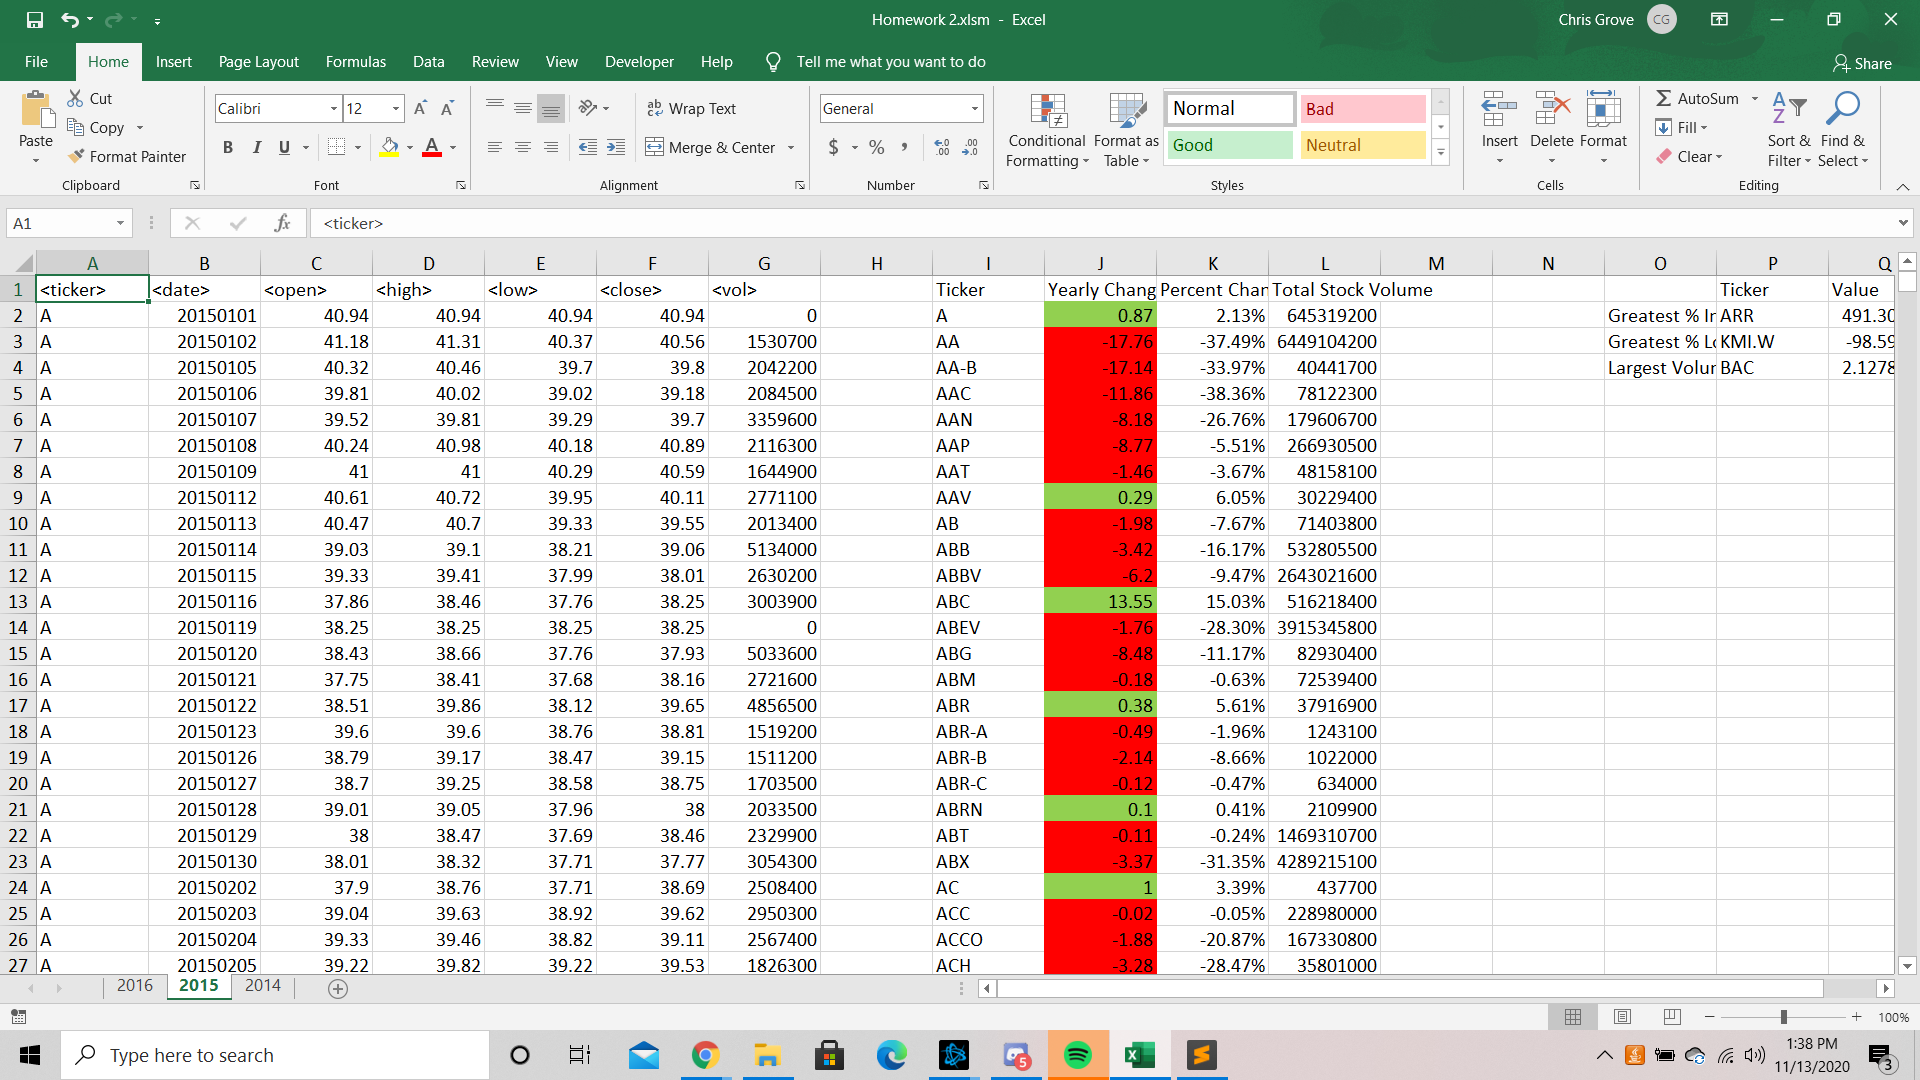 Homework 2.xlsm - Excel
Chris Grove CG
File Home Insert Page Layout Formulas Data Review View Developer Help Tell me what you want to do Share
Paste Cut Copy Format Painter Clipboard
Calibri 12 A A B I U A Font
Wrap Text Merge & Center Alignment
General $ % , Number
Conditional Formatting Format as Table Normal Bad Good Neutral Styles
Insert Delete Format Cells
AutoSum Fill Clear Sort & Filter Find & Select Editing
A1 fx <ticker>
A B C D E F G H I J K L M N O P Q
1 <ticker> <date> <open> <high> <low> <close> <vol> Ticker Yearly Chang Percent Chan Total Stock Volume Ticker Value
2 A 20150101 40.94 40.94 40.94 40.94 0 A 0.87 2.13% 645319200 Greatest % In ARR 491.30
3 A 20150102 41.18 41.31 40.37 40.56 1530700 AA -17.76 -37.49% 6449104200 Greatest % Lo KMI.W -98.59
4 A 20150105 40.32 40.46 39.7 39.8 2042200 AA-B -17.14 -33.97% 40441700 Largest Volur BAC 2.1278
5 A 20150106 39.81 40.02 39.02 39.18 2084500 AAC -11.86 -38.36% 78122300
6 A 20150107 39.52 39.81 39.29 39.7 3359600 AAN -8.18 -26.76% 179606700
7 A 20150108 40.24 40.98 40.18 40.89 2116300 AAP -8.77 -5.51% 266930500
8 A 20150109 41 41 40.29 40.59 1644900 AAT -1.46 -3.67% 48158100
9 A 20150112 40.61 40.72 39.95 40.11 2771100 AAV 0.29 6.05% 30229400
10 A 20150113 40.47 40.7 39.33 39.55 2013400 AB -1.98 -7.67% 71403800
11 A 20150114 39.03 39.1 38.21 39.06 5134000 ABB -3.42 -16.17% 532805500
12 A 20150115 39.33 39.41 37.99 38.01 2630200 ABBV -6.2 -9.47% 2643021600
13 A 20150116 37.86 38.46 37.76 38.25 3003900 ABC 13.55 15.03% 516218400
14 A 20150119 38.25 38.25 38.25 38.25 0 ABEV -1.76 -28.30% 3915345800
15 A 20150120 38.43 38.66 37.76 37.93 5033600 ABG -8.48 -11.17% 82930400
16 A 20150121 37.75 38.41 37.68 38.16 2721600 ABM -0.18 -0.63% 72539400
17 A 20150122 38.51 39.86 38.12 39.65 4856500 ABR 0.38 5.61% 37916900
18 A 20150123 39.6 39.6 38.76 38.81 1519200 ABR-A -0.49 -1.96% 1243100
19 A 20150126 38.79 39.17 38.47 39.15 1511200 ABR-B -2.14 -8.66% 1022000
20 A 20150127 38.7 39.25 38.58 38.75 1703500 ABR-C -0.12 -0.47% 634000
21 A 20150128 39.01 39.05 37.96 38 2033500 ABRN 0.1 0.41% 2109900
22 A 20150129 38 38.47 37.69 38.46 2329900 ABT -0.11 -0.24% 1469310700
23 A 20150130 38.01 38.32 37.71 37.77 3054300 ABX -3.37 -31.35% 4289215100
24 A 20150202 37.9 38.76 37.71 38.69 2508400 AC 1 3.39% 437700
25 A 20150203 39.04 39.63 38.92 39.62 2950300 ACC -0.02 -0.05% 228980000
26 A 20150204 39.33 39.46 38.82 39.11 2567400 ACCO -1.88 -20.87% 167330800
27 A 20150205 39.22 39.82 39.22 39.53 1826300 ACH -3.28 -28.47% 35801000
2016 2015 2014
100%
Type here to search
5
1:38 PM
11/13/2020
3